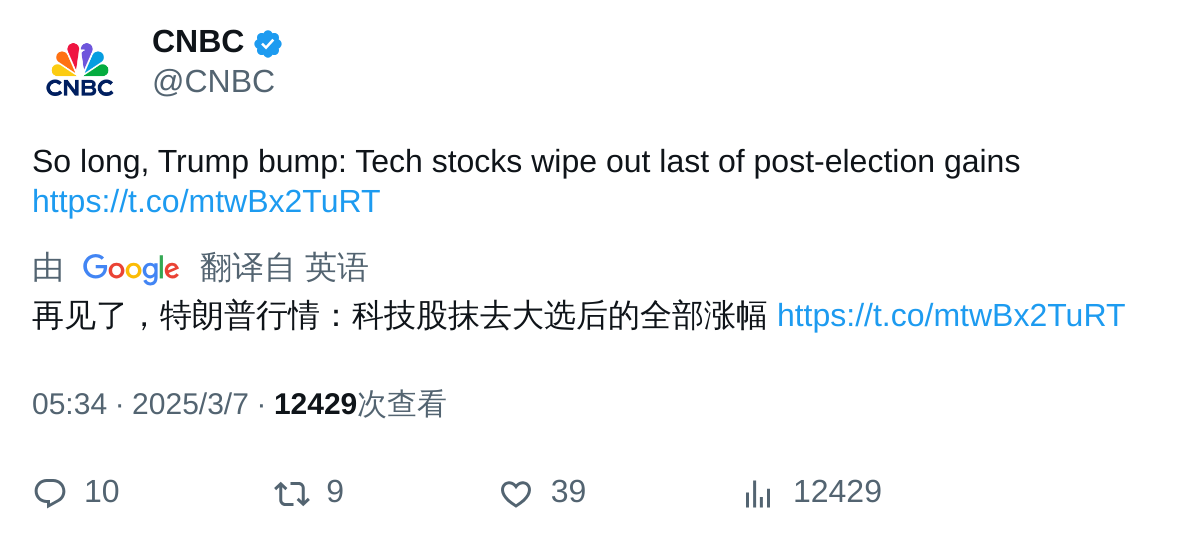 CNBC
CNBC
@CNBC
So long, Trump bump: Tech stocks wipe out last of post-election gains
https://t.co/mtwBx2TuRT
由 Google 翻译自 英语
再见了，特朗普行情：科技股抹去大选后的全部涨幅 https://t.co/mtwBx2TuRT
05:34 · 2025/3/7 · 12429次查看
10 9 39 12429